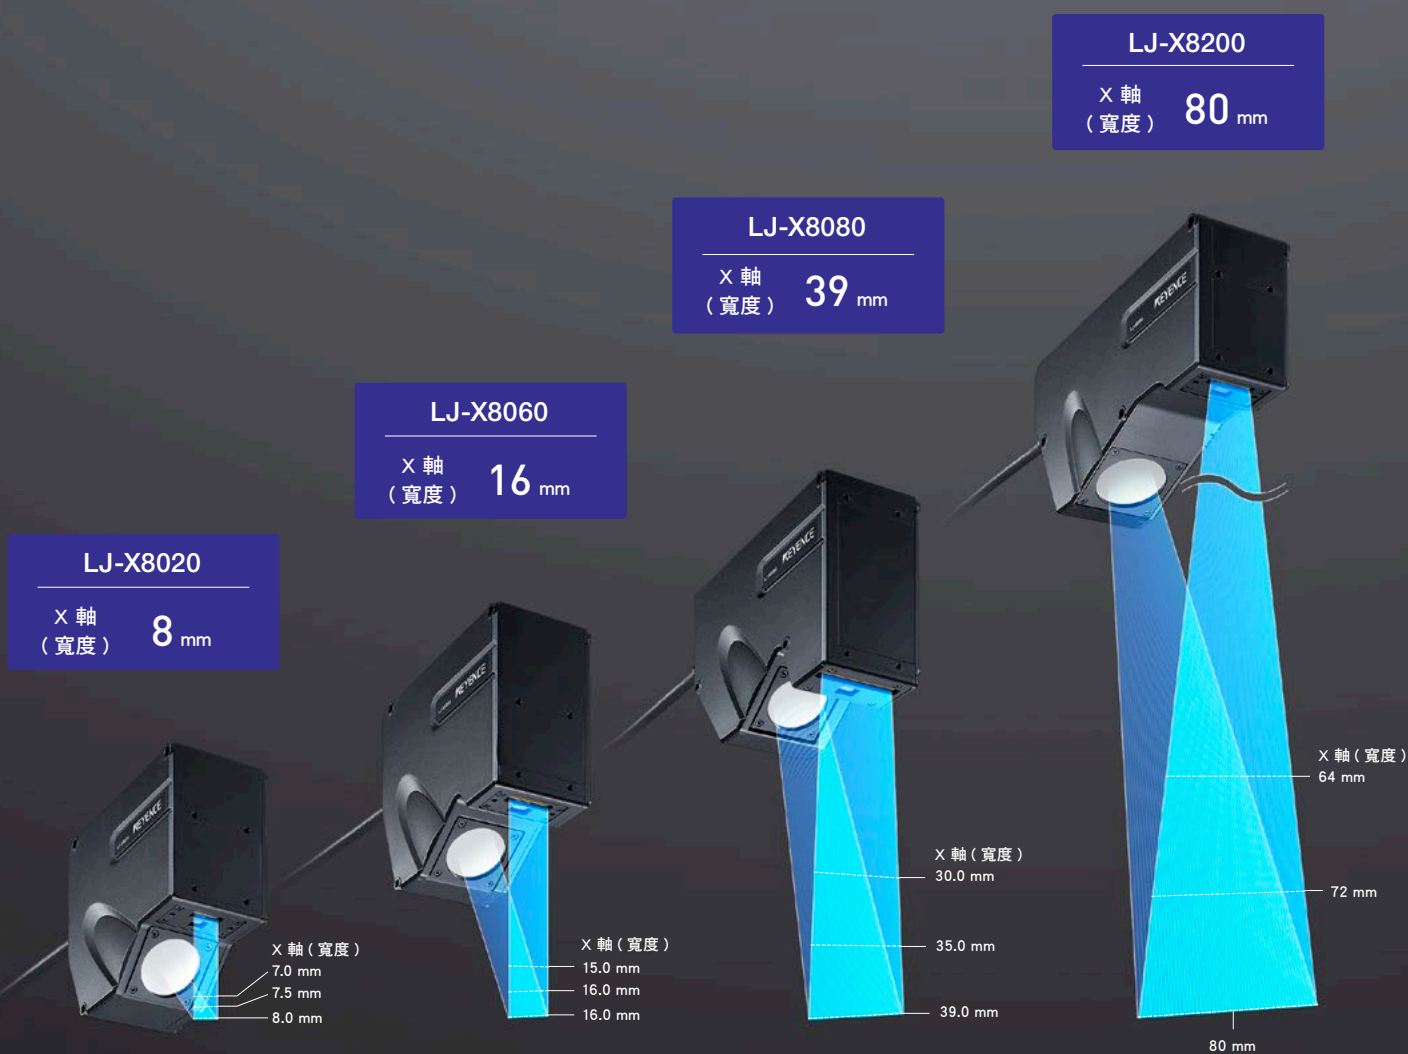 LJ-X8200
X 軸
( 寬度 )
80 mm
LJ-X8080
X 軸
( 寬度 )
39 mm
LJ-X8060
X 軸
( 寬度 )
16 mm
LJ-X8020
X 軸
( 寬度 )
8 mm
KEYENCE
KEYENCE
KEYENCE
KEYENCE
X 軸 ( 寬度 )
7.0 mm
7.5 mm
8.0 mm
X 軸 ( 寬度 )
15.0 mm
16.0 mm
16.0 mm
X 軸 ( 寬度 )
30.0 mm
35.0 mm
39.0 mm
X 軸 ( 寬度 )
64 mm
72 mm
80 mm